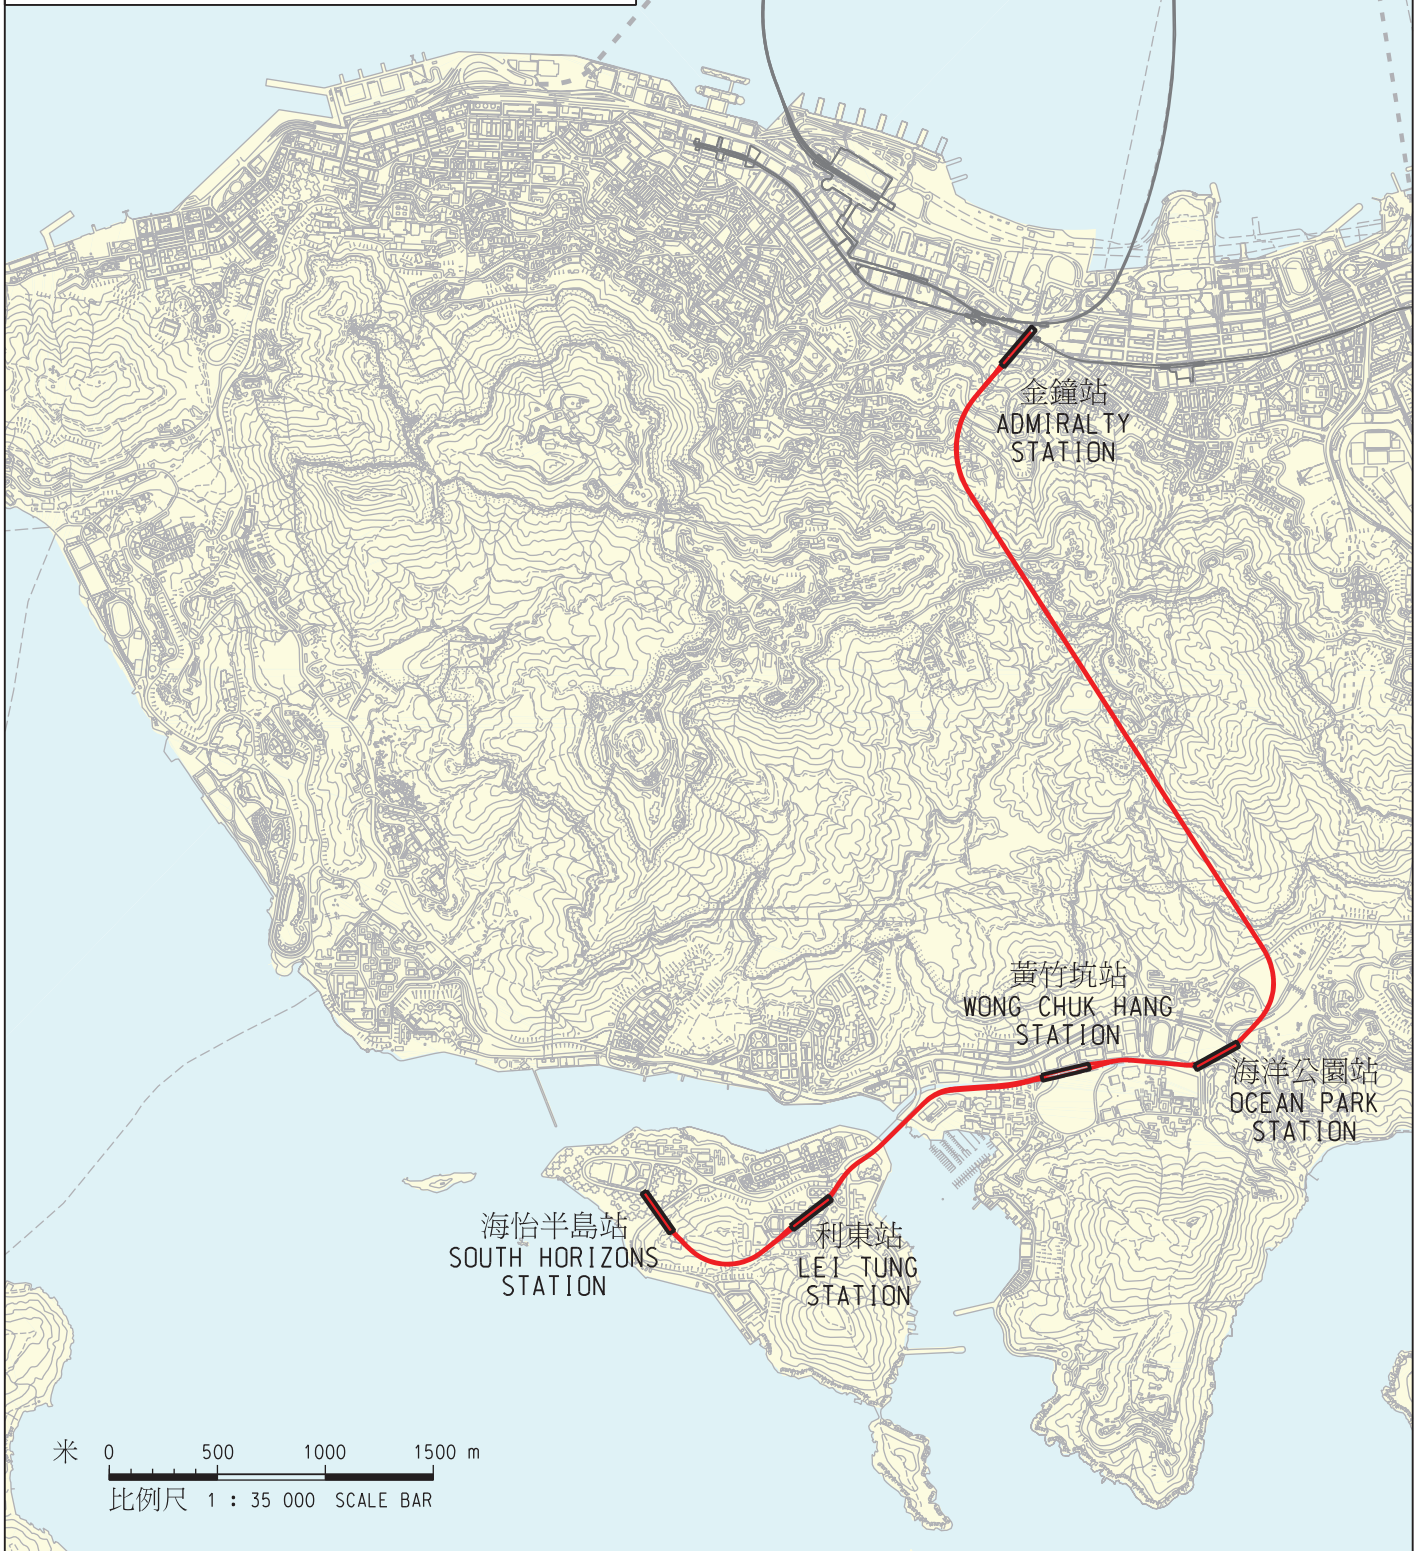 金鐘站
ADMIRALTY
STATION
黃竹坑站
WONG CHUK HANG
STATION
海洋公園站
OCEAN PARK
STATION
海怡半島站
SOUTH HORIZONS
STATION
利東站
LEI TUNG
STATION
米 0 500 1000 1500 m
比例尺 1 : 35 000 SCALE BAR